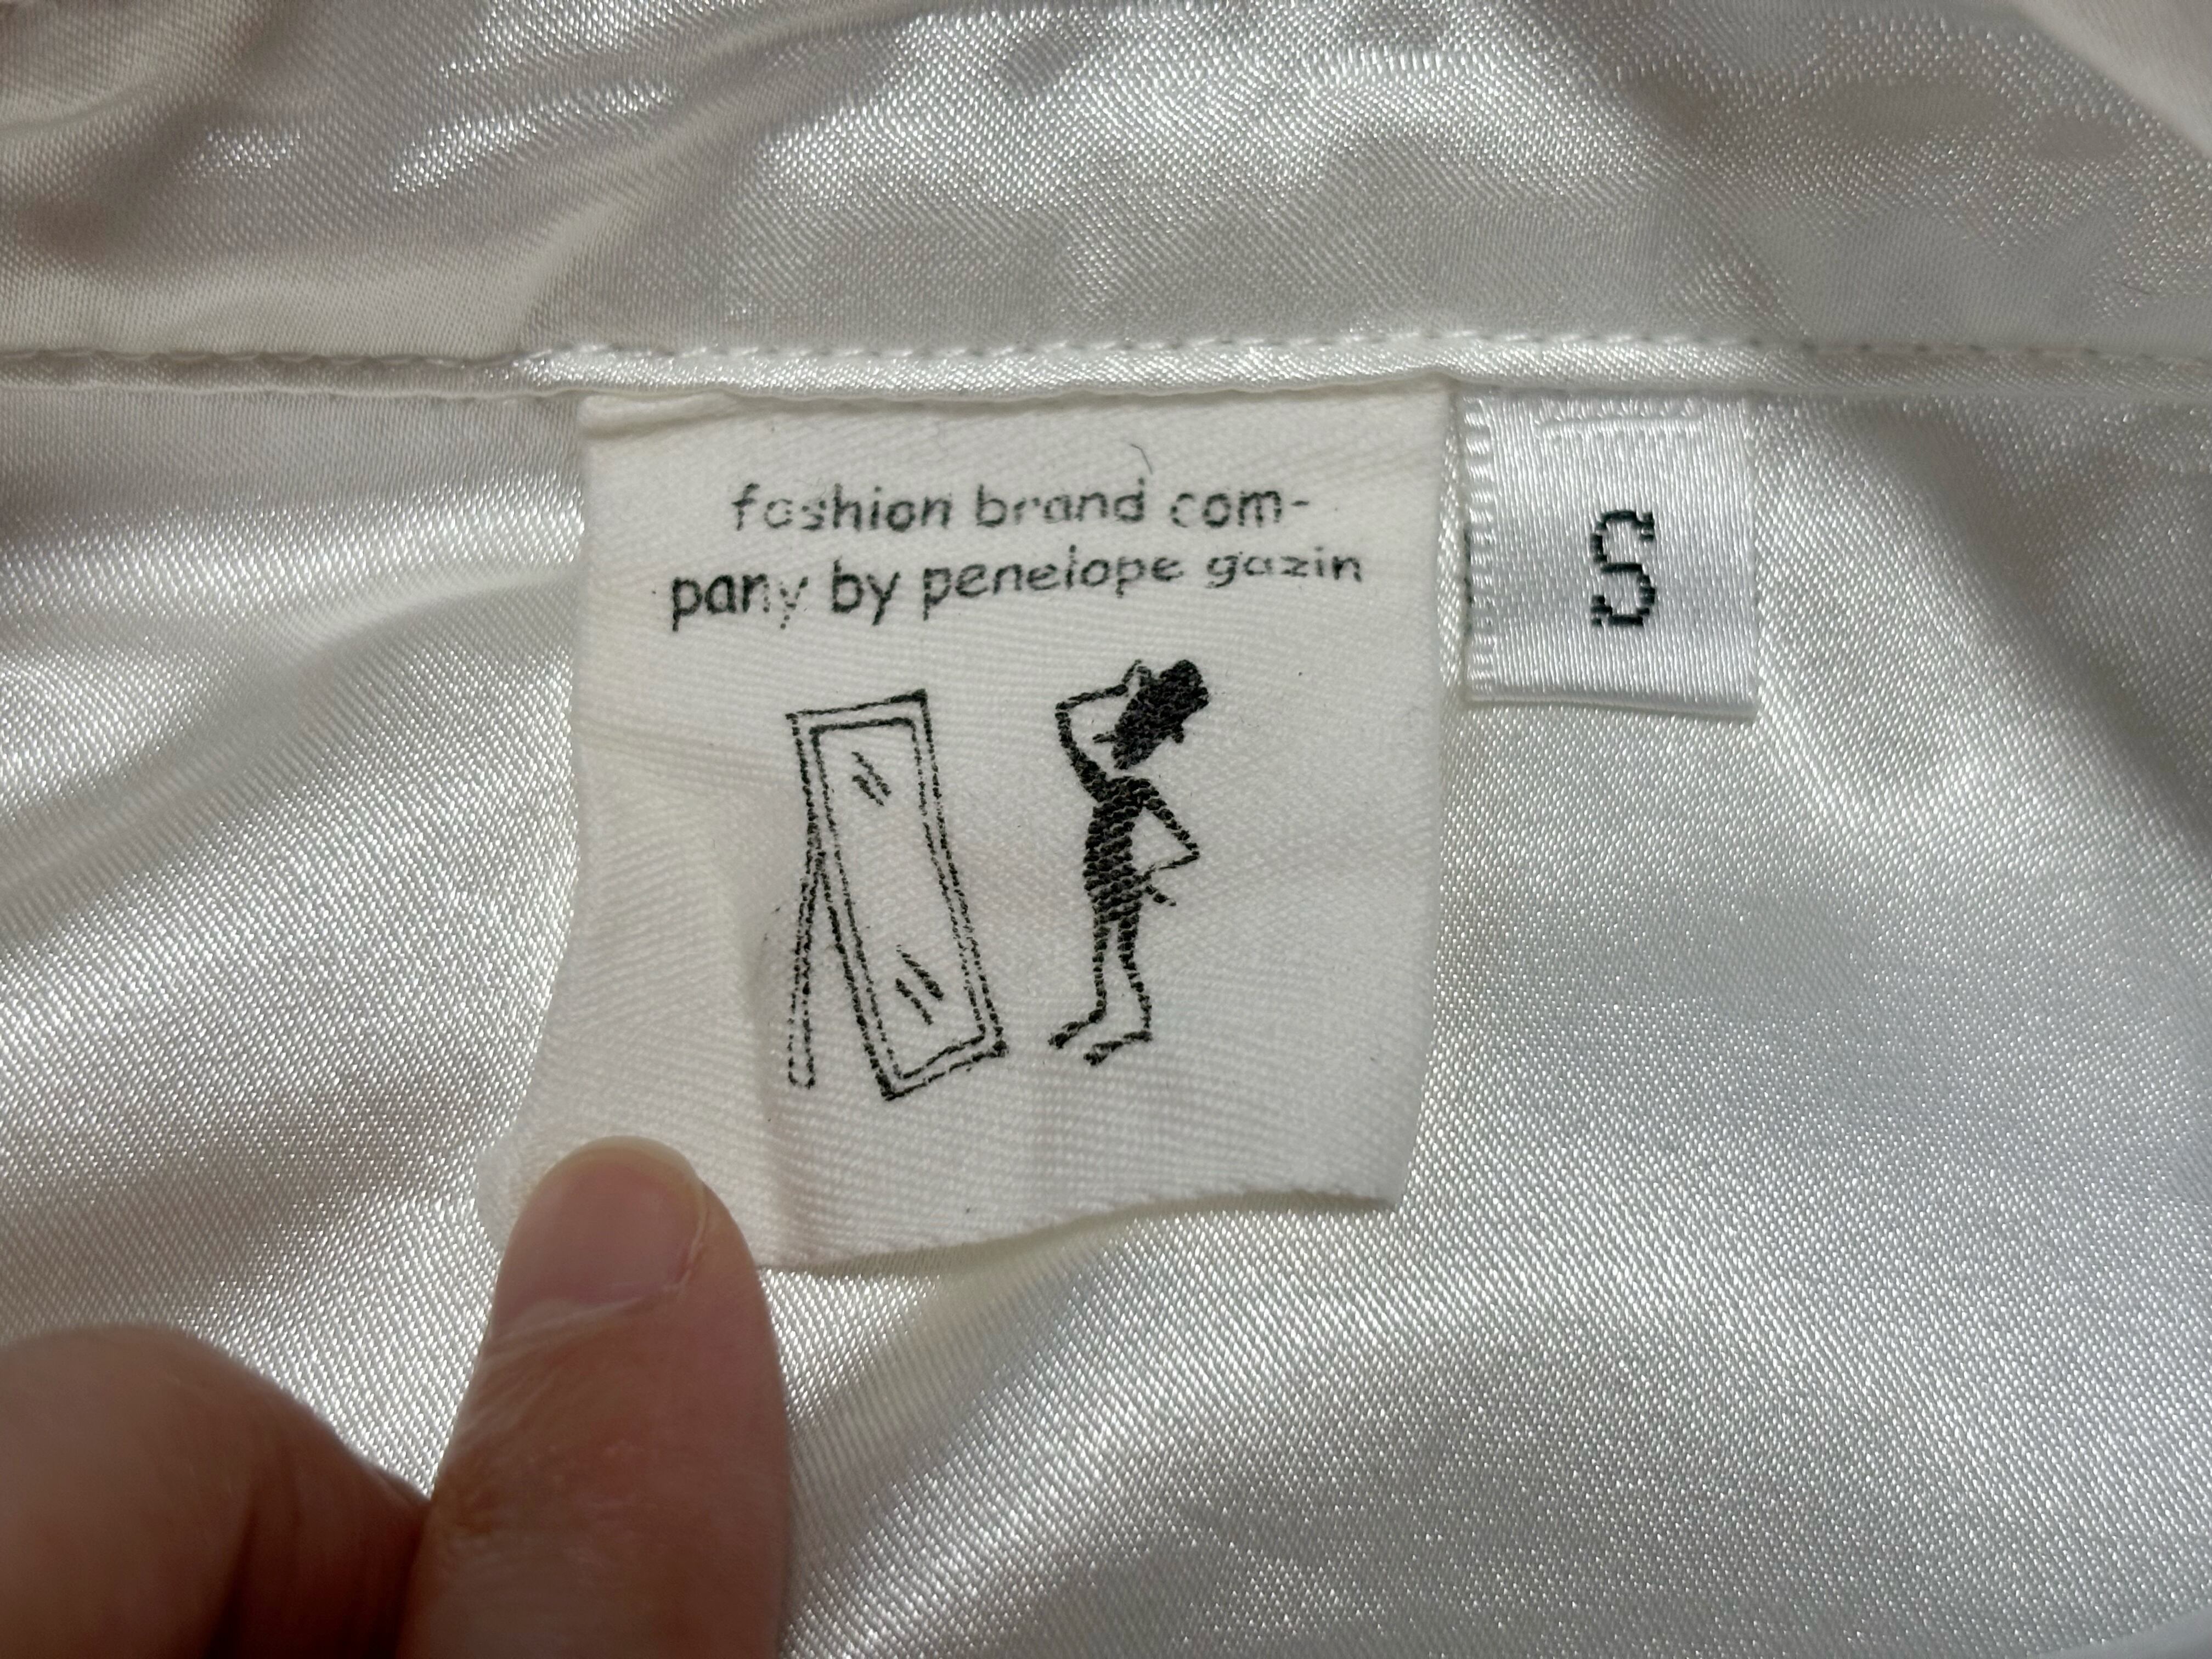 fashion brand com-
pany by penelope gazin
S